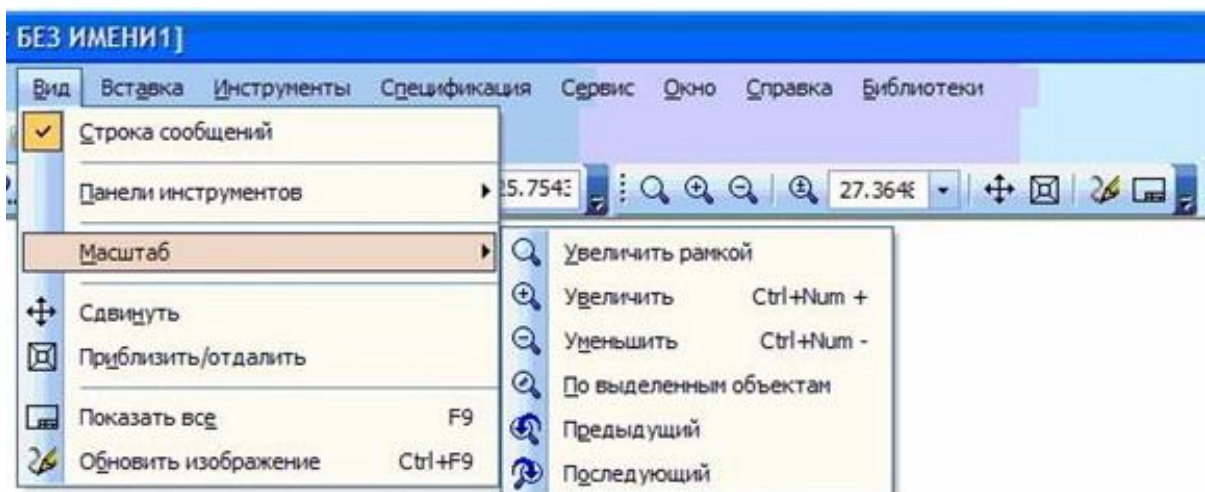 БЕЗ ИМЕНИ1]
Вид Вставка Инструменты Спецификация Сервис Окно Справка Библиотеки
Строка сообщений
Панели инструментов
Масштаб
Увеличить рамкой
Увеличить Ctrl+Num +
Сдвинуть
Уменьшить Ctrl+Num -
Приблизить/отдалить
По выделенным объектам
Показать все F9
Предыдущий
Обновить изображение Ctrl+F9
Последующий